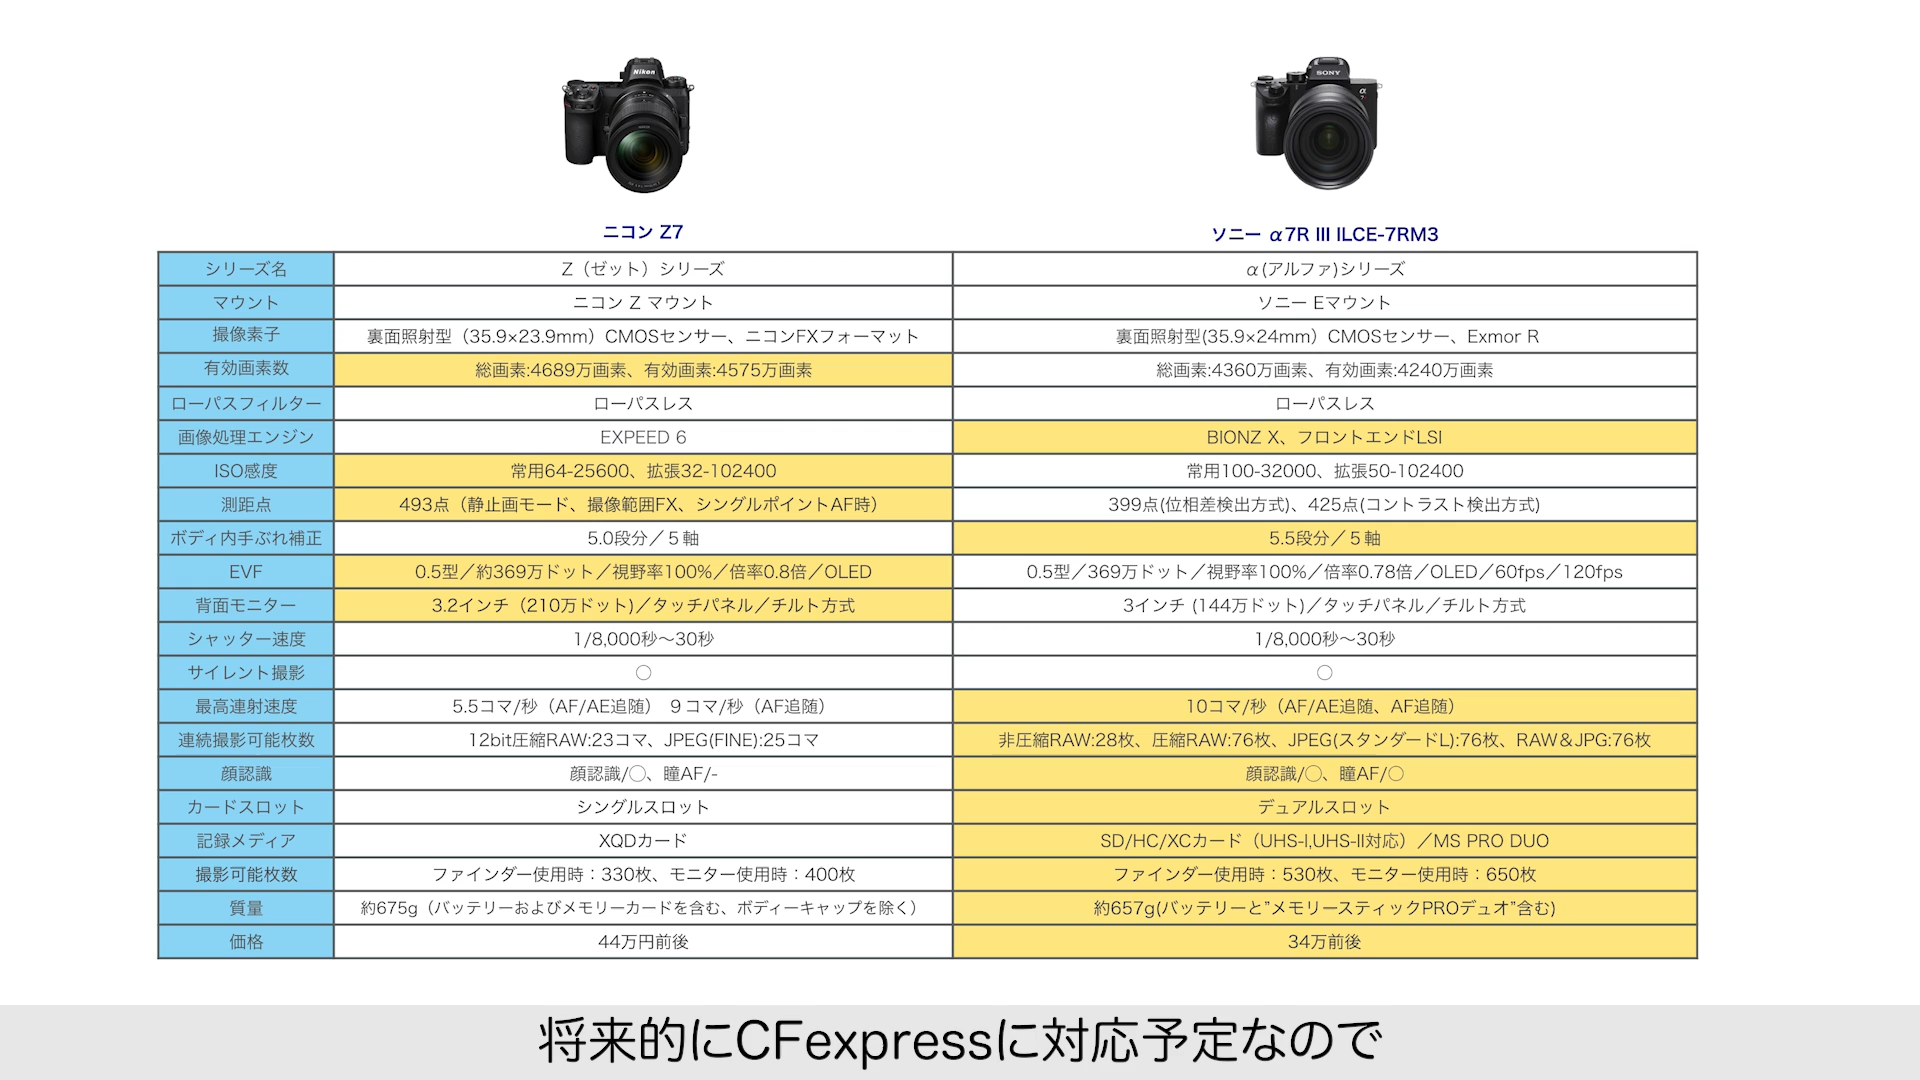 Nikon
SONY
α
ニコン Z7
ソニー α7R III ILCE-7RM3
シリーズ名 Z（ゼット）シリーズ α(アルファ)シリーズ
マウント ニコン Z マウント ソニー Eマウント
撮像素子 裏面照射型（35.9×23.9mm）CMOSセンサー、ニコンFXフォーマット 裏面照射型(35.9×24mm）CMOSセンサー、Exmor R
有効画素数 総画素:4689万画素、有効画素:4575万画素 総画素:4360万画素、有効画素:4240万画素
ローパスフィルター ローパスレス ローパスレス
画像処理エンジン EXPEED 6 BIONZ X、フロントエンドLSI
ISO感度 常用64-25600、拡張32-102400 常用100-32000、拡張50-102400
測距点 493点（静止画モード、撮像範囲FX、シングルポイントAF時） 399点(位相差検出方式)、425点(コントラスト検出方式)
ボディ内手ぶれ補正 5.0段分／５軸 5.5段分／５軸
EVF 0.5型／約369万ドット／視野率100%／倍率0.8倍／OLED 0.5型／369万ドット／視野率100%／倍率0.78倍／OLED／60fps／120fps
背面モニター 3.2インチ（210万ドット)／タッチパネル／チルト方式 3インチ (144万ドット)／タッチパネル／チルト方式
シャッター速度 1/8,000秒〜30秒 1/8,000秒〜30秒
サイレント撮影 ○ ○
最高連射速度 5.5コマ/秒（AF/AE追随） ９コマ/秒（AF追随） 10コマ/秒（AF/AE追随、AF追随）
連続撮影可能枚数 12bit圧縮RAW:23コマ、JPEG(FINE):25コマ 非圧縮RAW:28枚、圧縮RAW:76枚、JPEG(スタンダードL):76枚、RAW＆JPG:76枚
顔認識 顔認識/○、瞳AF/- 顔認識/○、瞳AF/○
カードスロット シングルスロット デュアルスロット
記録メディア XQDカード SD/HC/XCカード（UHS-I,UHS-II対応）／MS PRO DUO
撮影可能枚数 ファインダー使用時：330枚、モニター使用時：400枚 ファインダー使用時：530枚、モニター使用時：650枚
質量 約675g（バッテリーおよびメモリーカードを含む、ボディーキャップを除く） 約657g(バッテリーと”メモリースティックPROデュオ”含む)
価格 44万円前後 34万前後
将来的にCFexpressに対応予定なので